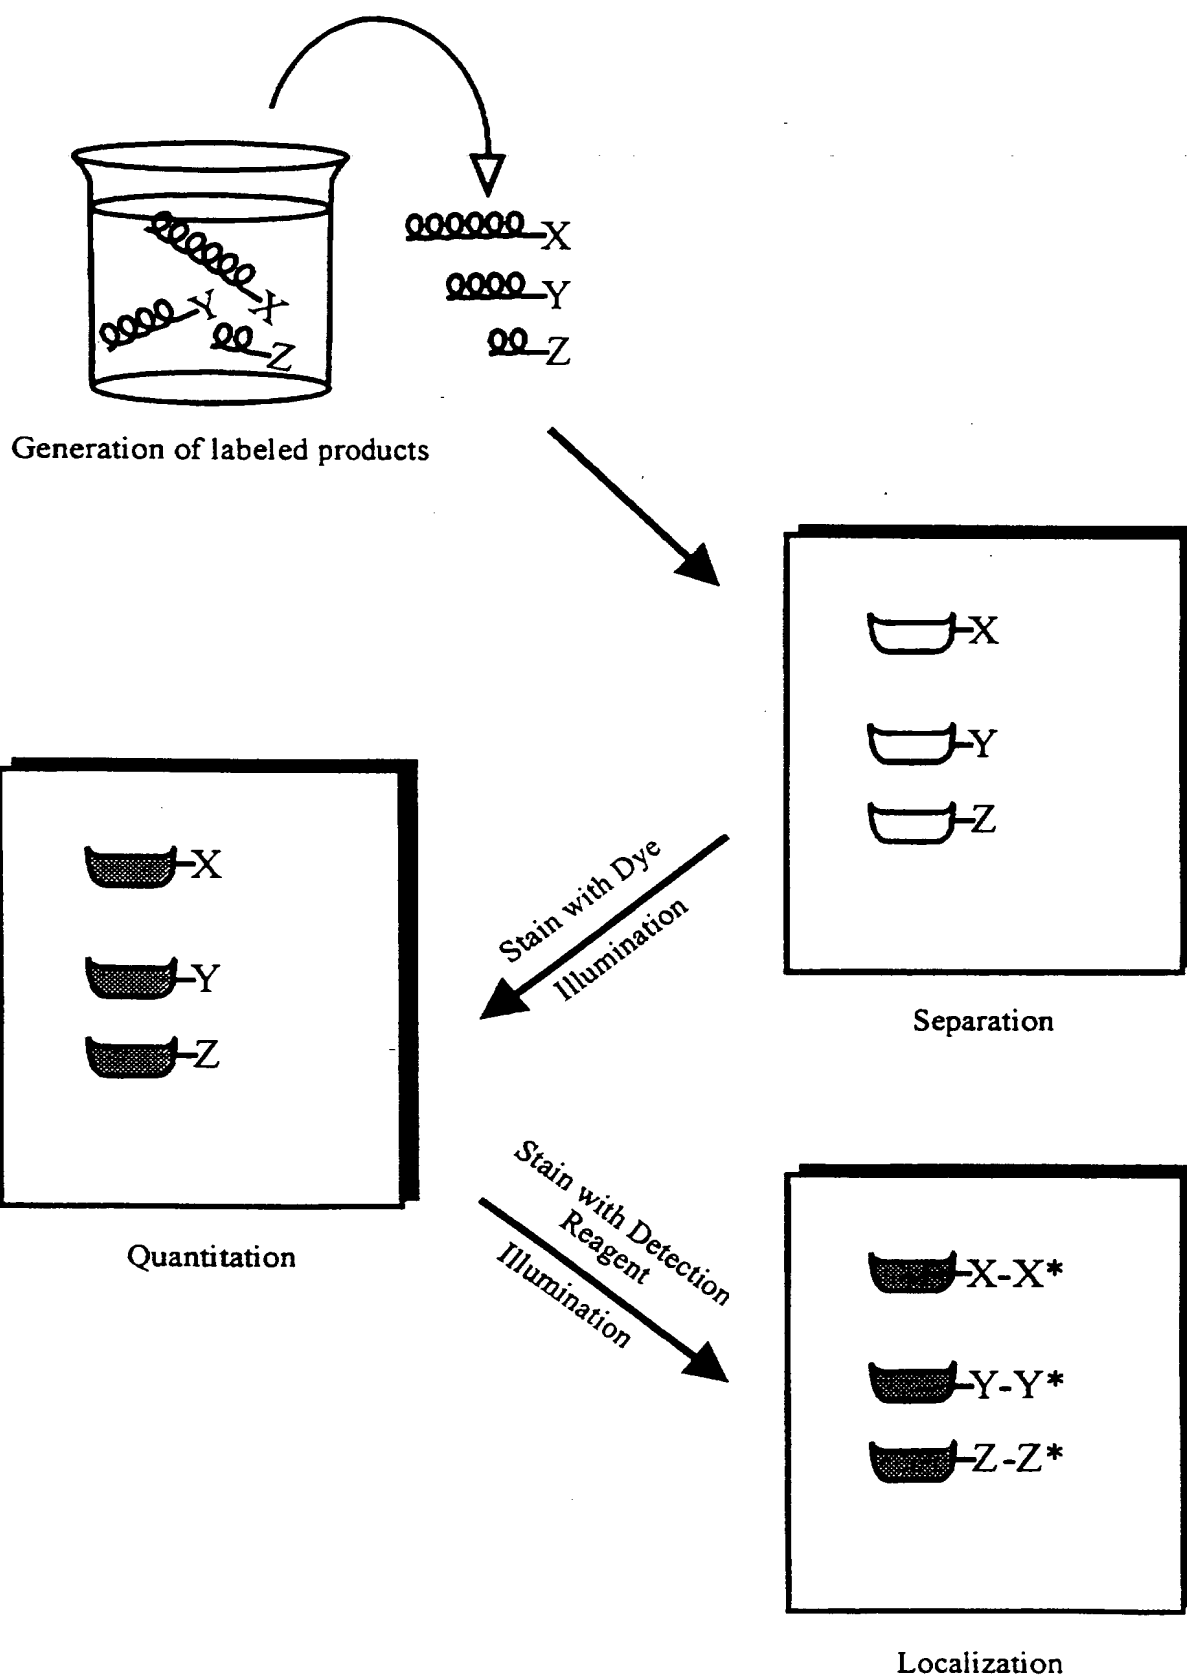 X
Y
Z
X
Y
Z
Generation of labeled products
X
Y
Z
Separation
Stain with Dye
Illumination
X
Y
Z
Quantitation
Stain with Detection
Reagent
Illumination
X-X*
Y-Y*
Z-Z*
Localization